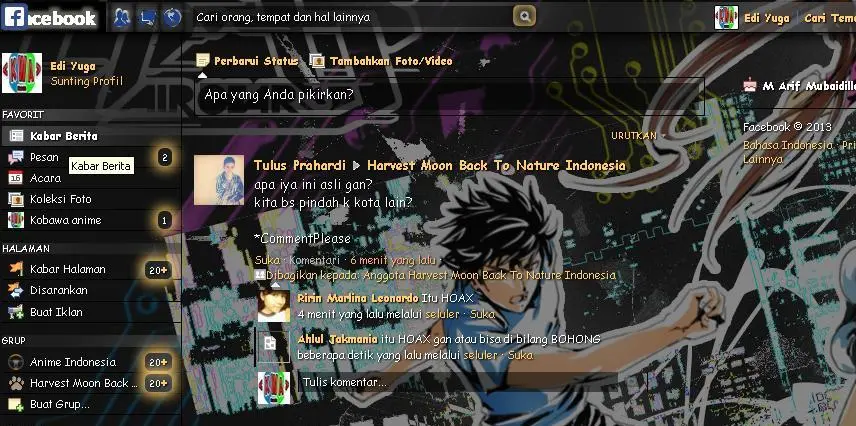 facebook
Cari orang, tempat dan hal lainnya
Edi Yuga
Cari Tem
Edi Yuga
Sunting Profil
FAVORIT
Kabar Berita
Pesan
2
Kabar Berita
Acara
16
Koleksi Foto
Kobawa anime
1
HALAMAN
Kabar Halaman
20+
Disarankan
Buat Iklan
GRUP
Anime Indonesia
20+
Harvest Moon Back ...
20+
Buat Grup...
Perbarui Status
Tambahkan Foto/Video
Apa yang Anda pikirkan?
URUTKAN
Tulus Prahardi
Harvest Moon Back To Nature Indonesia
apa iya ini asli gan?
kita bs pindah k kota lain?
*CommentPlease
Suka · Komentari · 6 menit yang lalu ·
Dibagikan kepada: Anggota Harvest Moon Back To Nature Indonesia
Ririn Marlina Leonardo Itu HOAX
4 menit yang lalu melalui seluler · Suka
Ahlul Jakmania itu HOAX gan atau bisa di bilang BOHONG
beberapa detik yang lalu melalui seluler · Suka
Tulis komentar...
M Arif Mubaidill
Facebook © 2013
Bahasa Indonesia · Pri
Lainnya